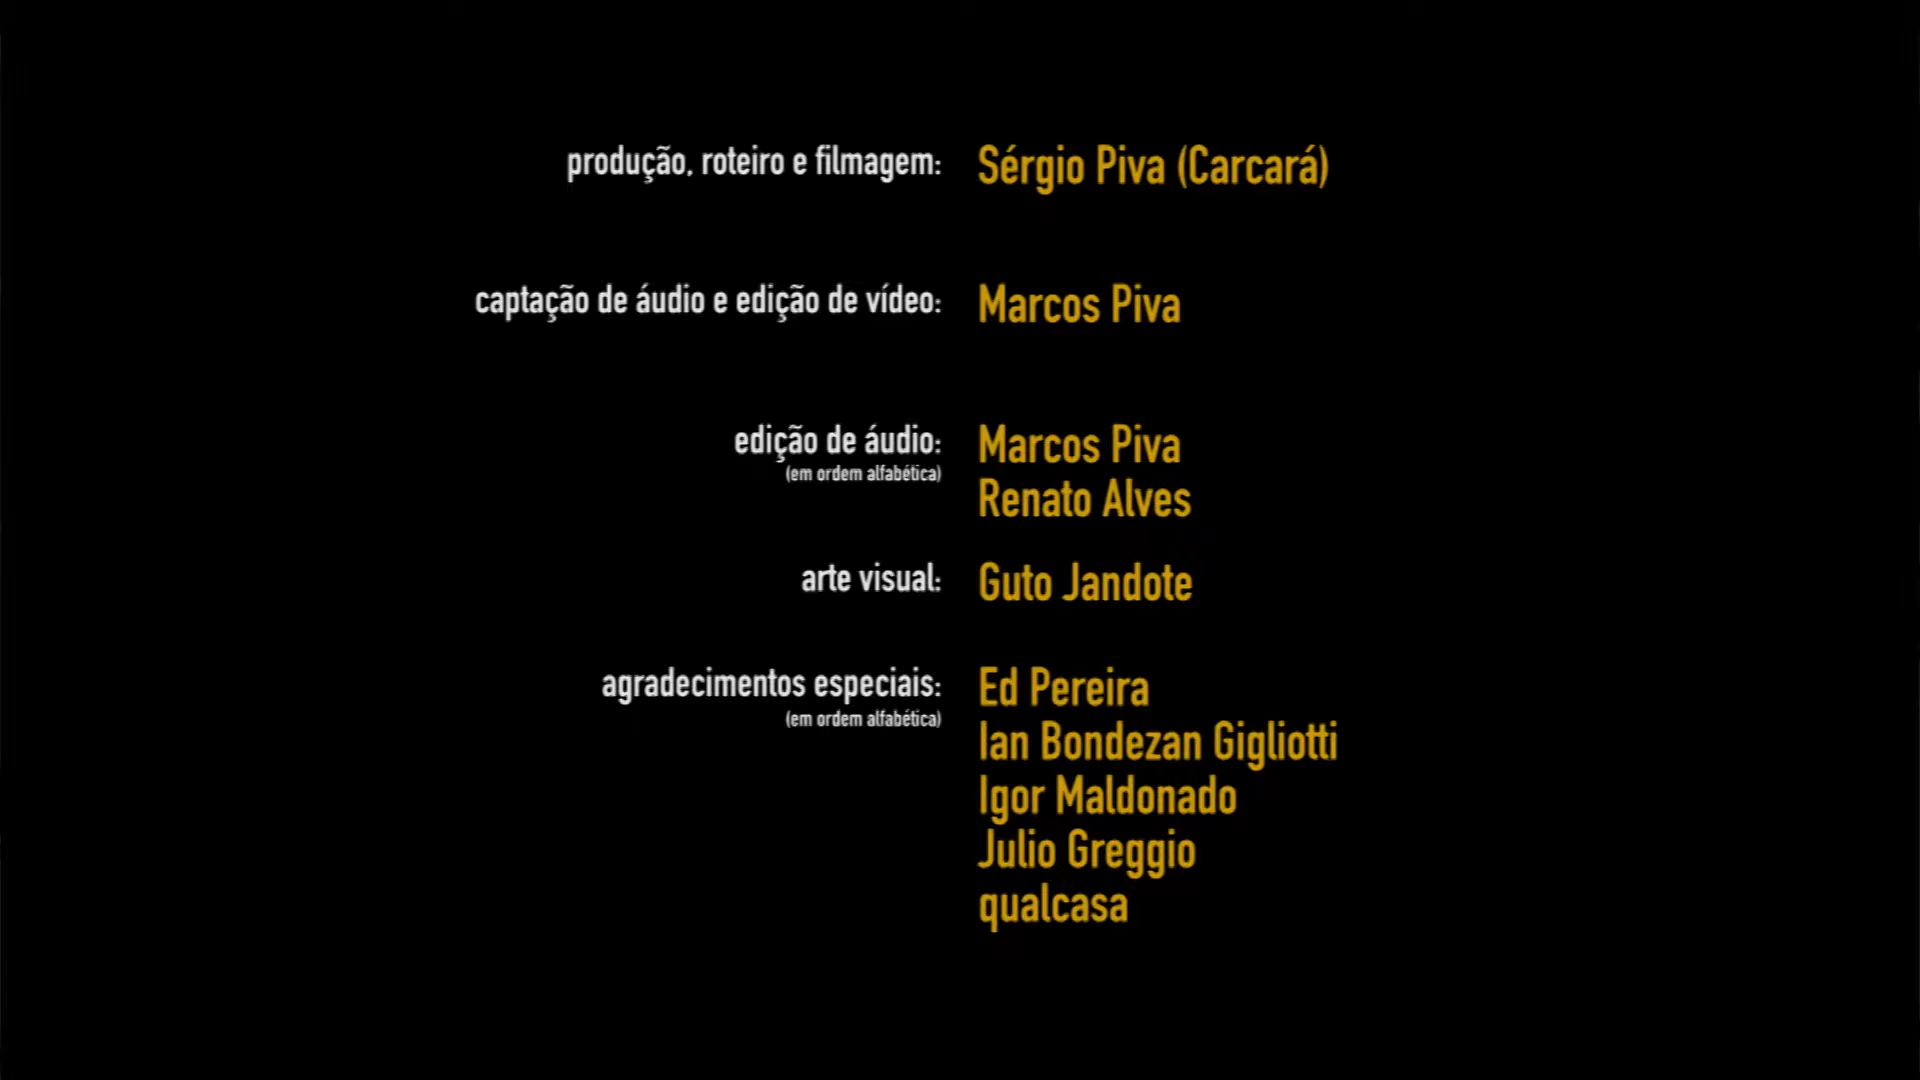 produção, roteiro e filmagem: Sérgio Piva (Carcará)
captação de áudio e edição de vídeo: Marcos Piva
edição de áudio: Marcos Piva
(em ordem alfabética)
Renato Alves
arte visual: Guto Jandote
agradecimentos especiais: Ed Pereira
(em ordem alfabética)
Ian Bondezan Gigliotti
Igor Maldonado
Julio Greggio
qualcasa